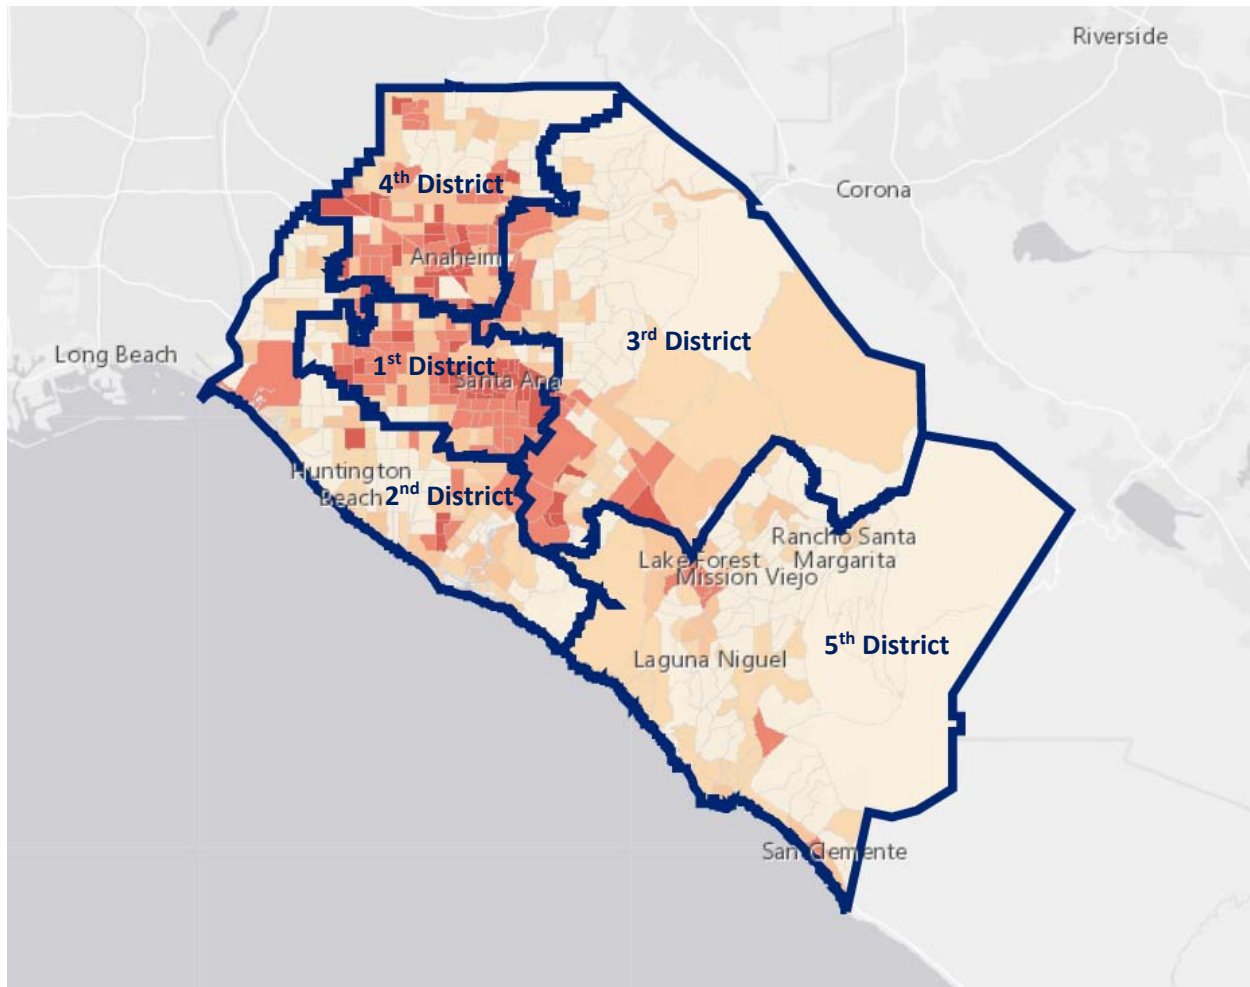 Riverside
4th District
Corona
Anaheim
3rd District
Long Beach
1st District
Santa Ana
Huntington
Beach
2nd District
Rancho Santa
Margarita
Lake Forest
Mission Viejo
5th District
Laguna Niguel
San Clemente